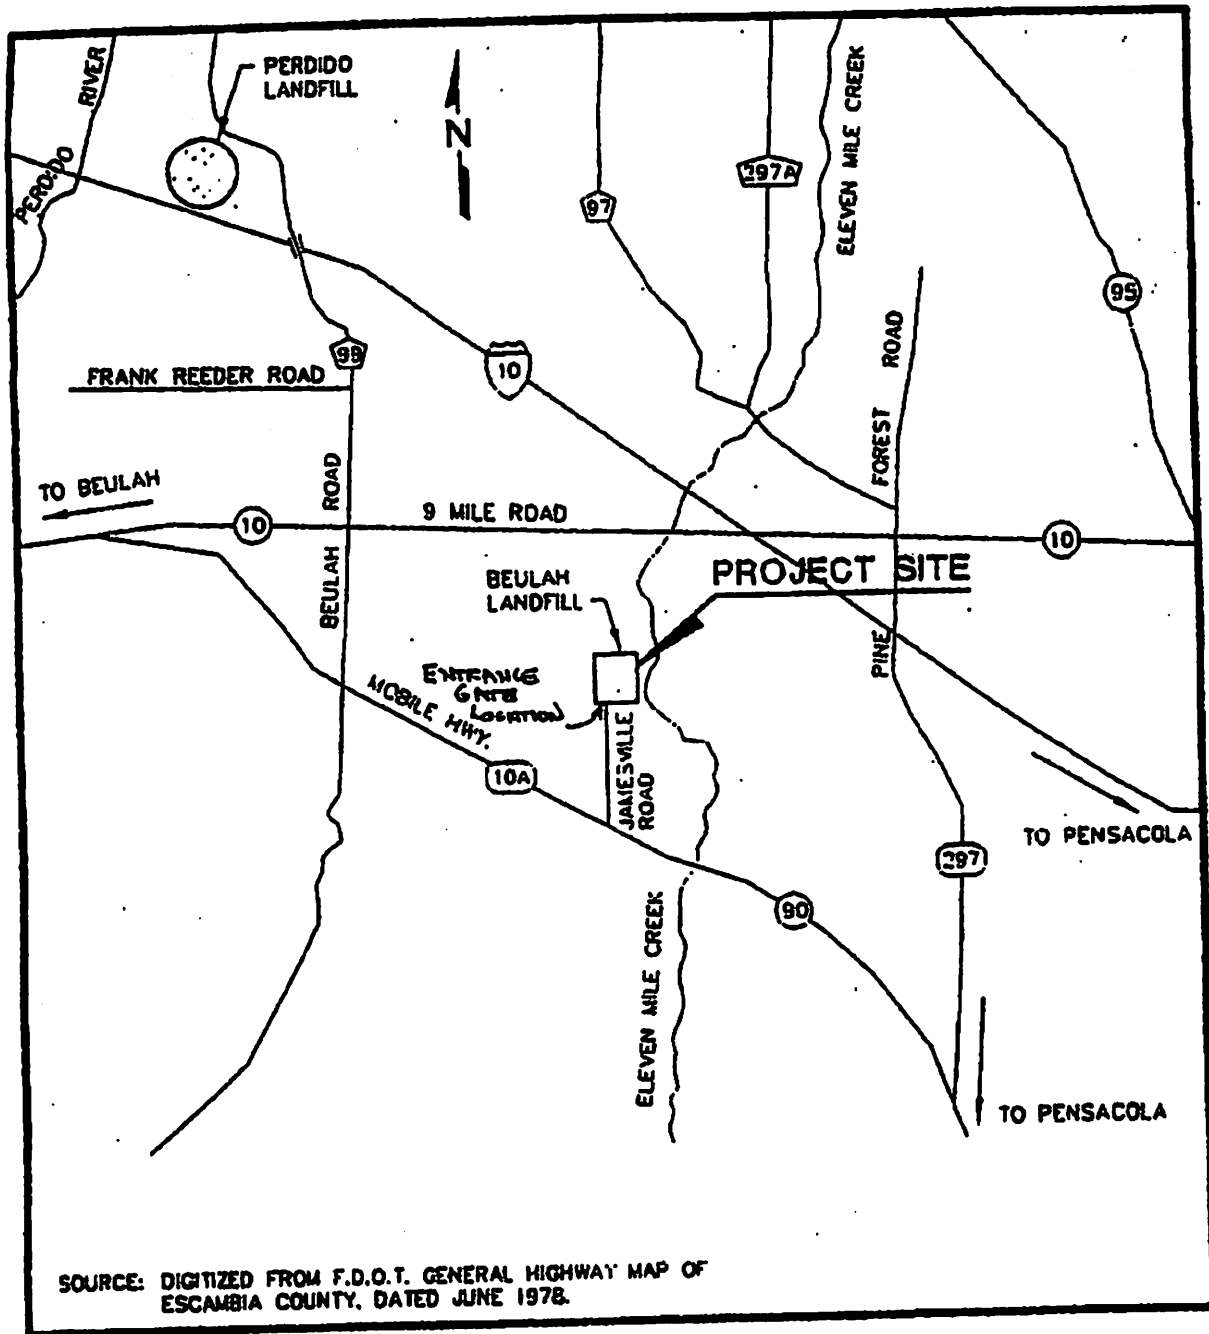 PERDIDO
LANDFILL
RIVER
PERDIDO
N
ELEVEN MILE CREEK
297A
97
95
99
FRANK REEDER ROAD
10
FOREST ROAD
TO BEULAH
BEULAH ROAD
10
9 MILE ROAD
10
PROJECT SITE
BEULAH
LANDFILL
PINE
ENTRANCE
GATE
LOCATION
MOBILE HWY.
10A
JAMESVILLE
ROAD
TO PENSACOLA
297
90
ELEVEN MILE CREEK
TO PENSACOLA
SOURCE: DIGITIZED FROM F.D.O.T. GENERAL HIGHWAY MAP OF
ESCAMBIA COUNTY, DATED JUNE 1978.